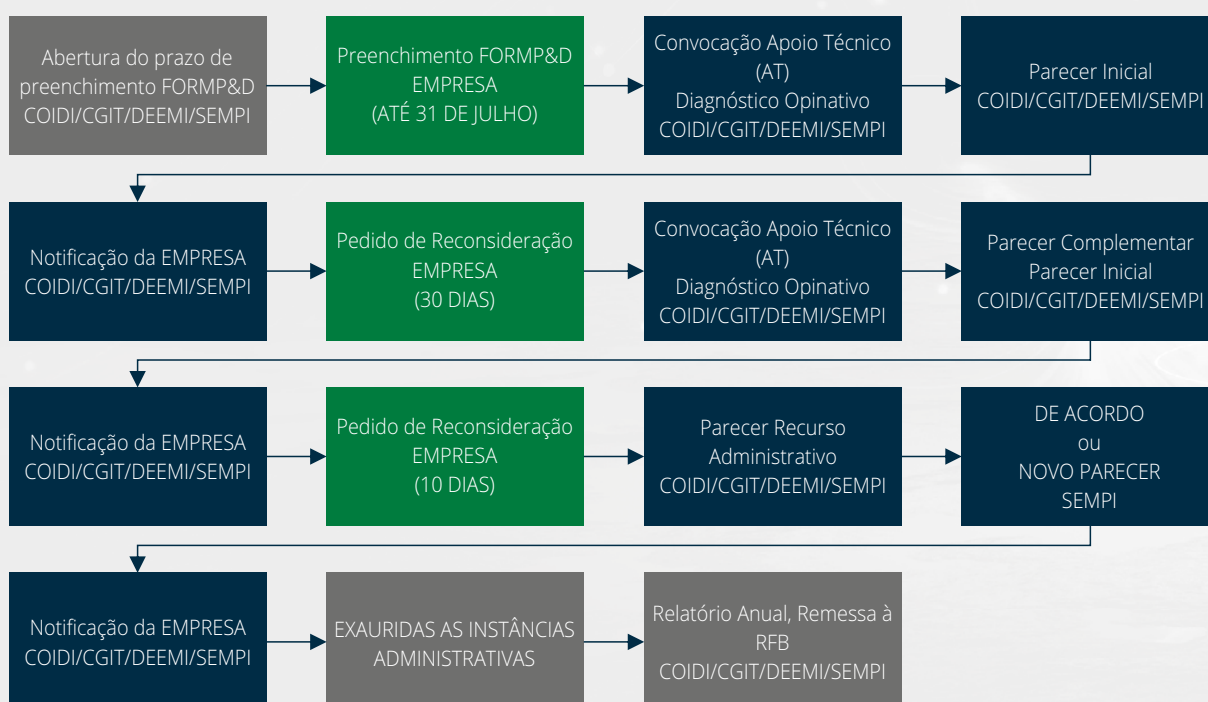 Abertura do prazo de
preenchimento FORMP&D
COIDI/CGIT/DEEMI/SEMPI
Preenchimento FORMP&D
EMPRESA
(ATÉ 31 DE JULHO)
Convocação Apoio Técnico
(AT)
Diagnóstico Opinativo
COIDI/CGIT/DEEMI/SEMPI
Parecer Inicial
COIDI/CGIT/DEEMI/SEMPI
Notificação da EMPRESA
COIDI/CGIT/DEEMI/SEMPI
Pedido de Reconsideração
EMPRESA
(30 DIAS)
Convocação Apoio Técnico
(AT)
Diagnóstico Opinativo
COIDI/CGIT/DEEMI/SEMPI
Parecer Complementar
Parecer Inicial
COIDI/CGIT/DEEMI/SEMPI
Notificação da EMPRESA
COIDI/CGIT/DEEMI/SEMPI
Pedido de Reconsideração
EMPRESA
(10 DIAS)
Parecer Recurso
Administrativo
COIDI/CGIT/DEEMI/SEMPI
DE ACORDO
ou
NOVO PARECER
SEMPI
Notificação da EMPRESA
COIDI/CGIT/DEEMI/SEMPI
EXAURIDAS AS INSTÂNCIAS
ADMINISTRATIVAS
Relatório Anual, Remessa à
RFB
COIDI/CGIT/DEEMI/SEMPI